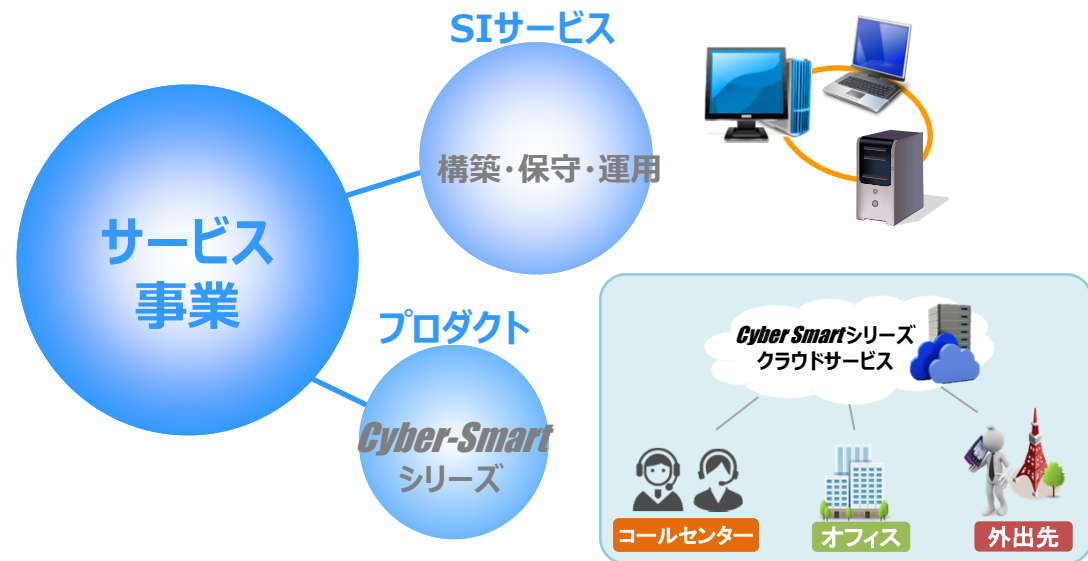 SIサービス
構築・保守・運用
サービス
事業
プロダクト
Cyber-Smart
シリーズ
Cyber Smartシリーズ
クラウドサービス
コールセンター
オフィス
外出先